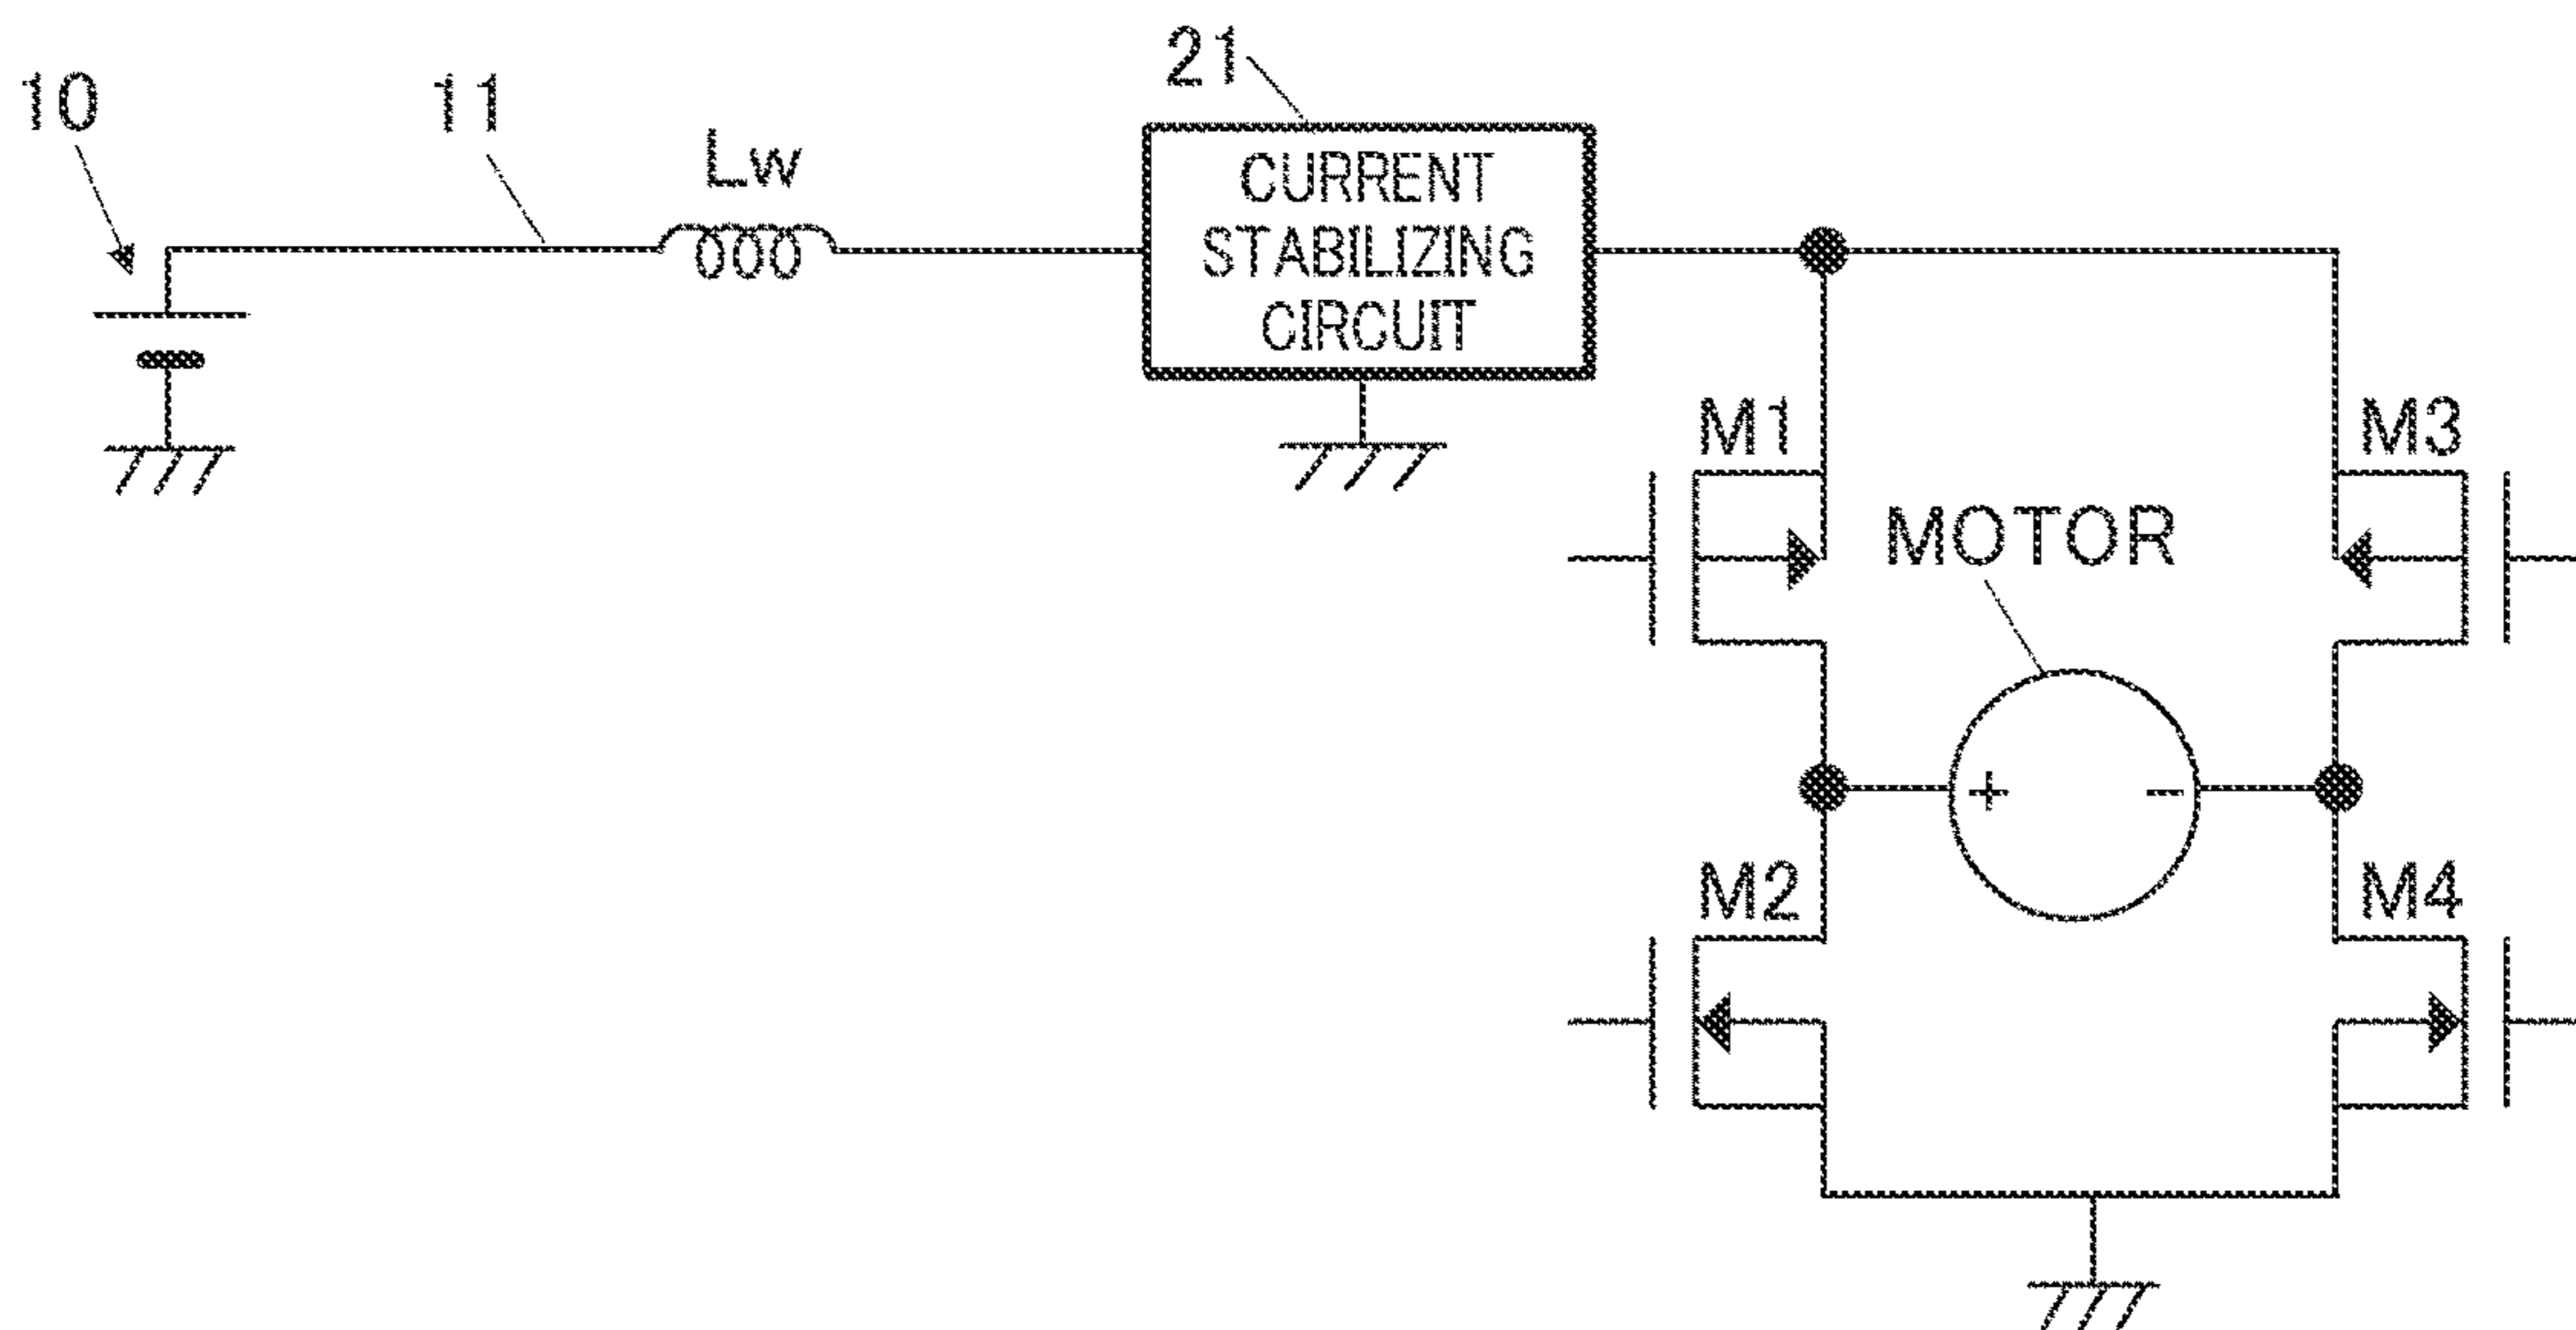 21
10
11
Lw
CURRENT
STABILIZING
CIRCUIT
M1
M3
MOTOR
+
-
M2
M4